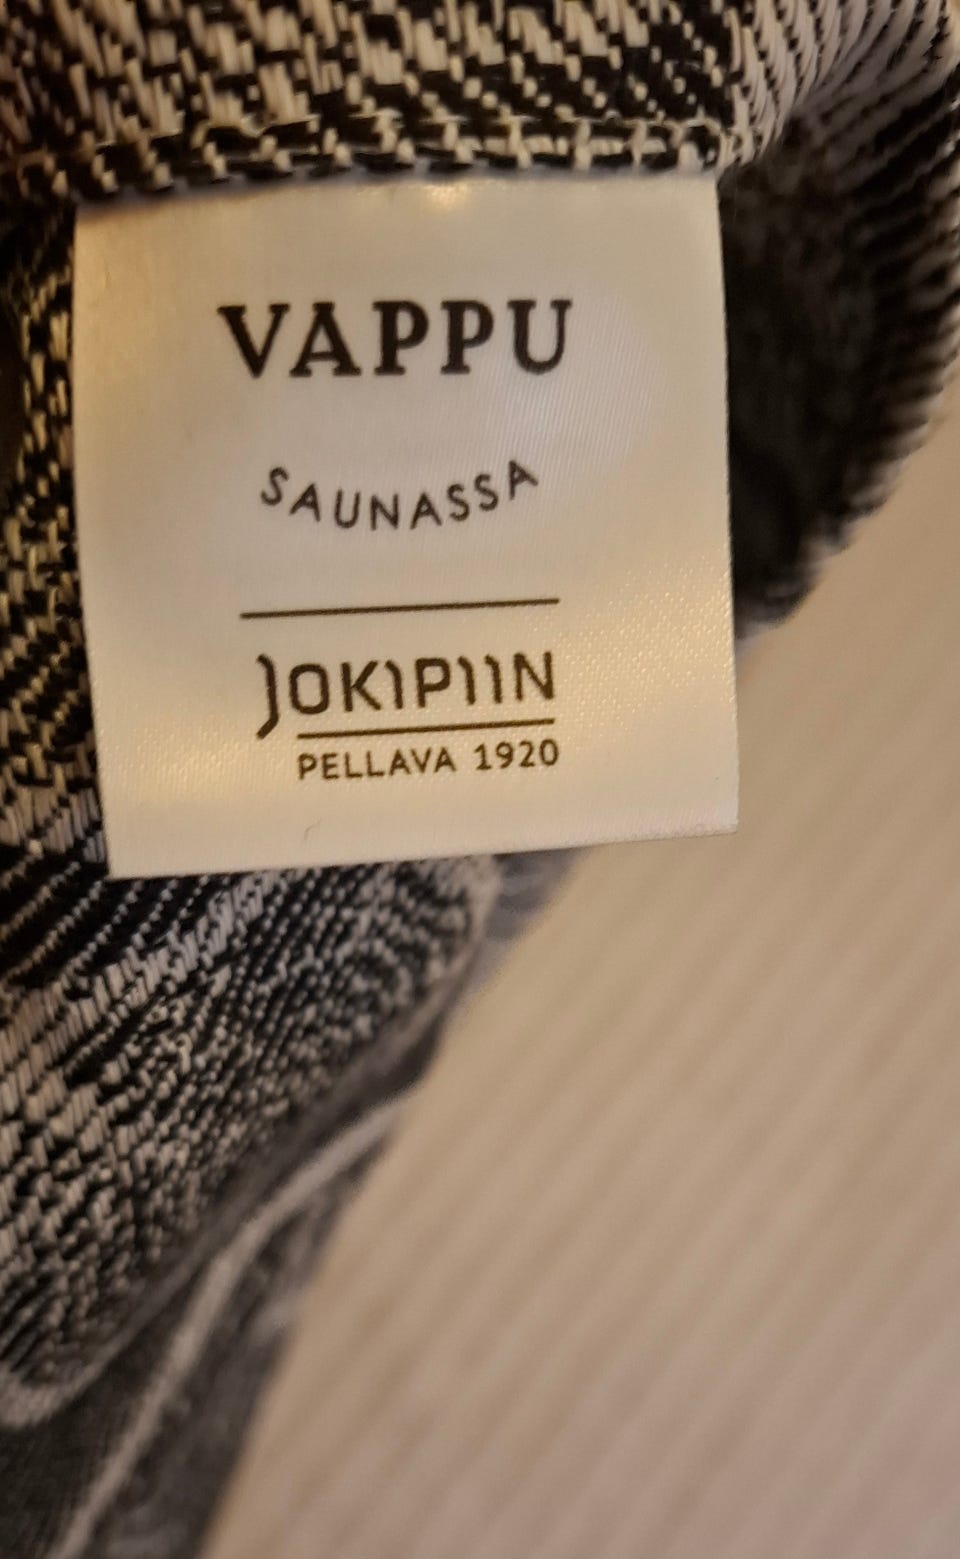 VAPPU
SAUNASSA
JOKIPIIN
PELLAVA 1920